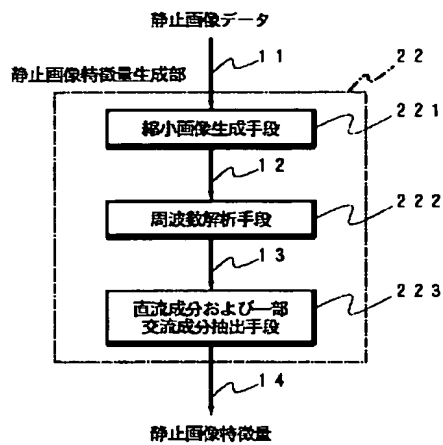 静止画像データ
11
静止画像特徴量生成部
22
縮小画像生成手段
221
12
周波数解析手段
222
13
直流成分および一部
交流成分抽出手段
223
14
静止画像特徴量